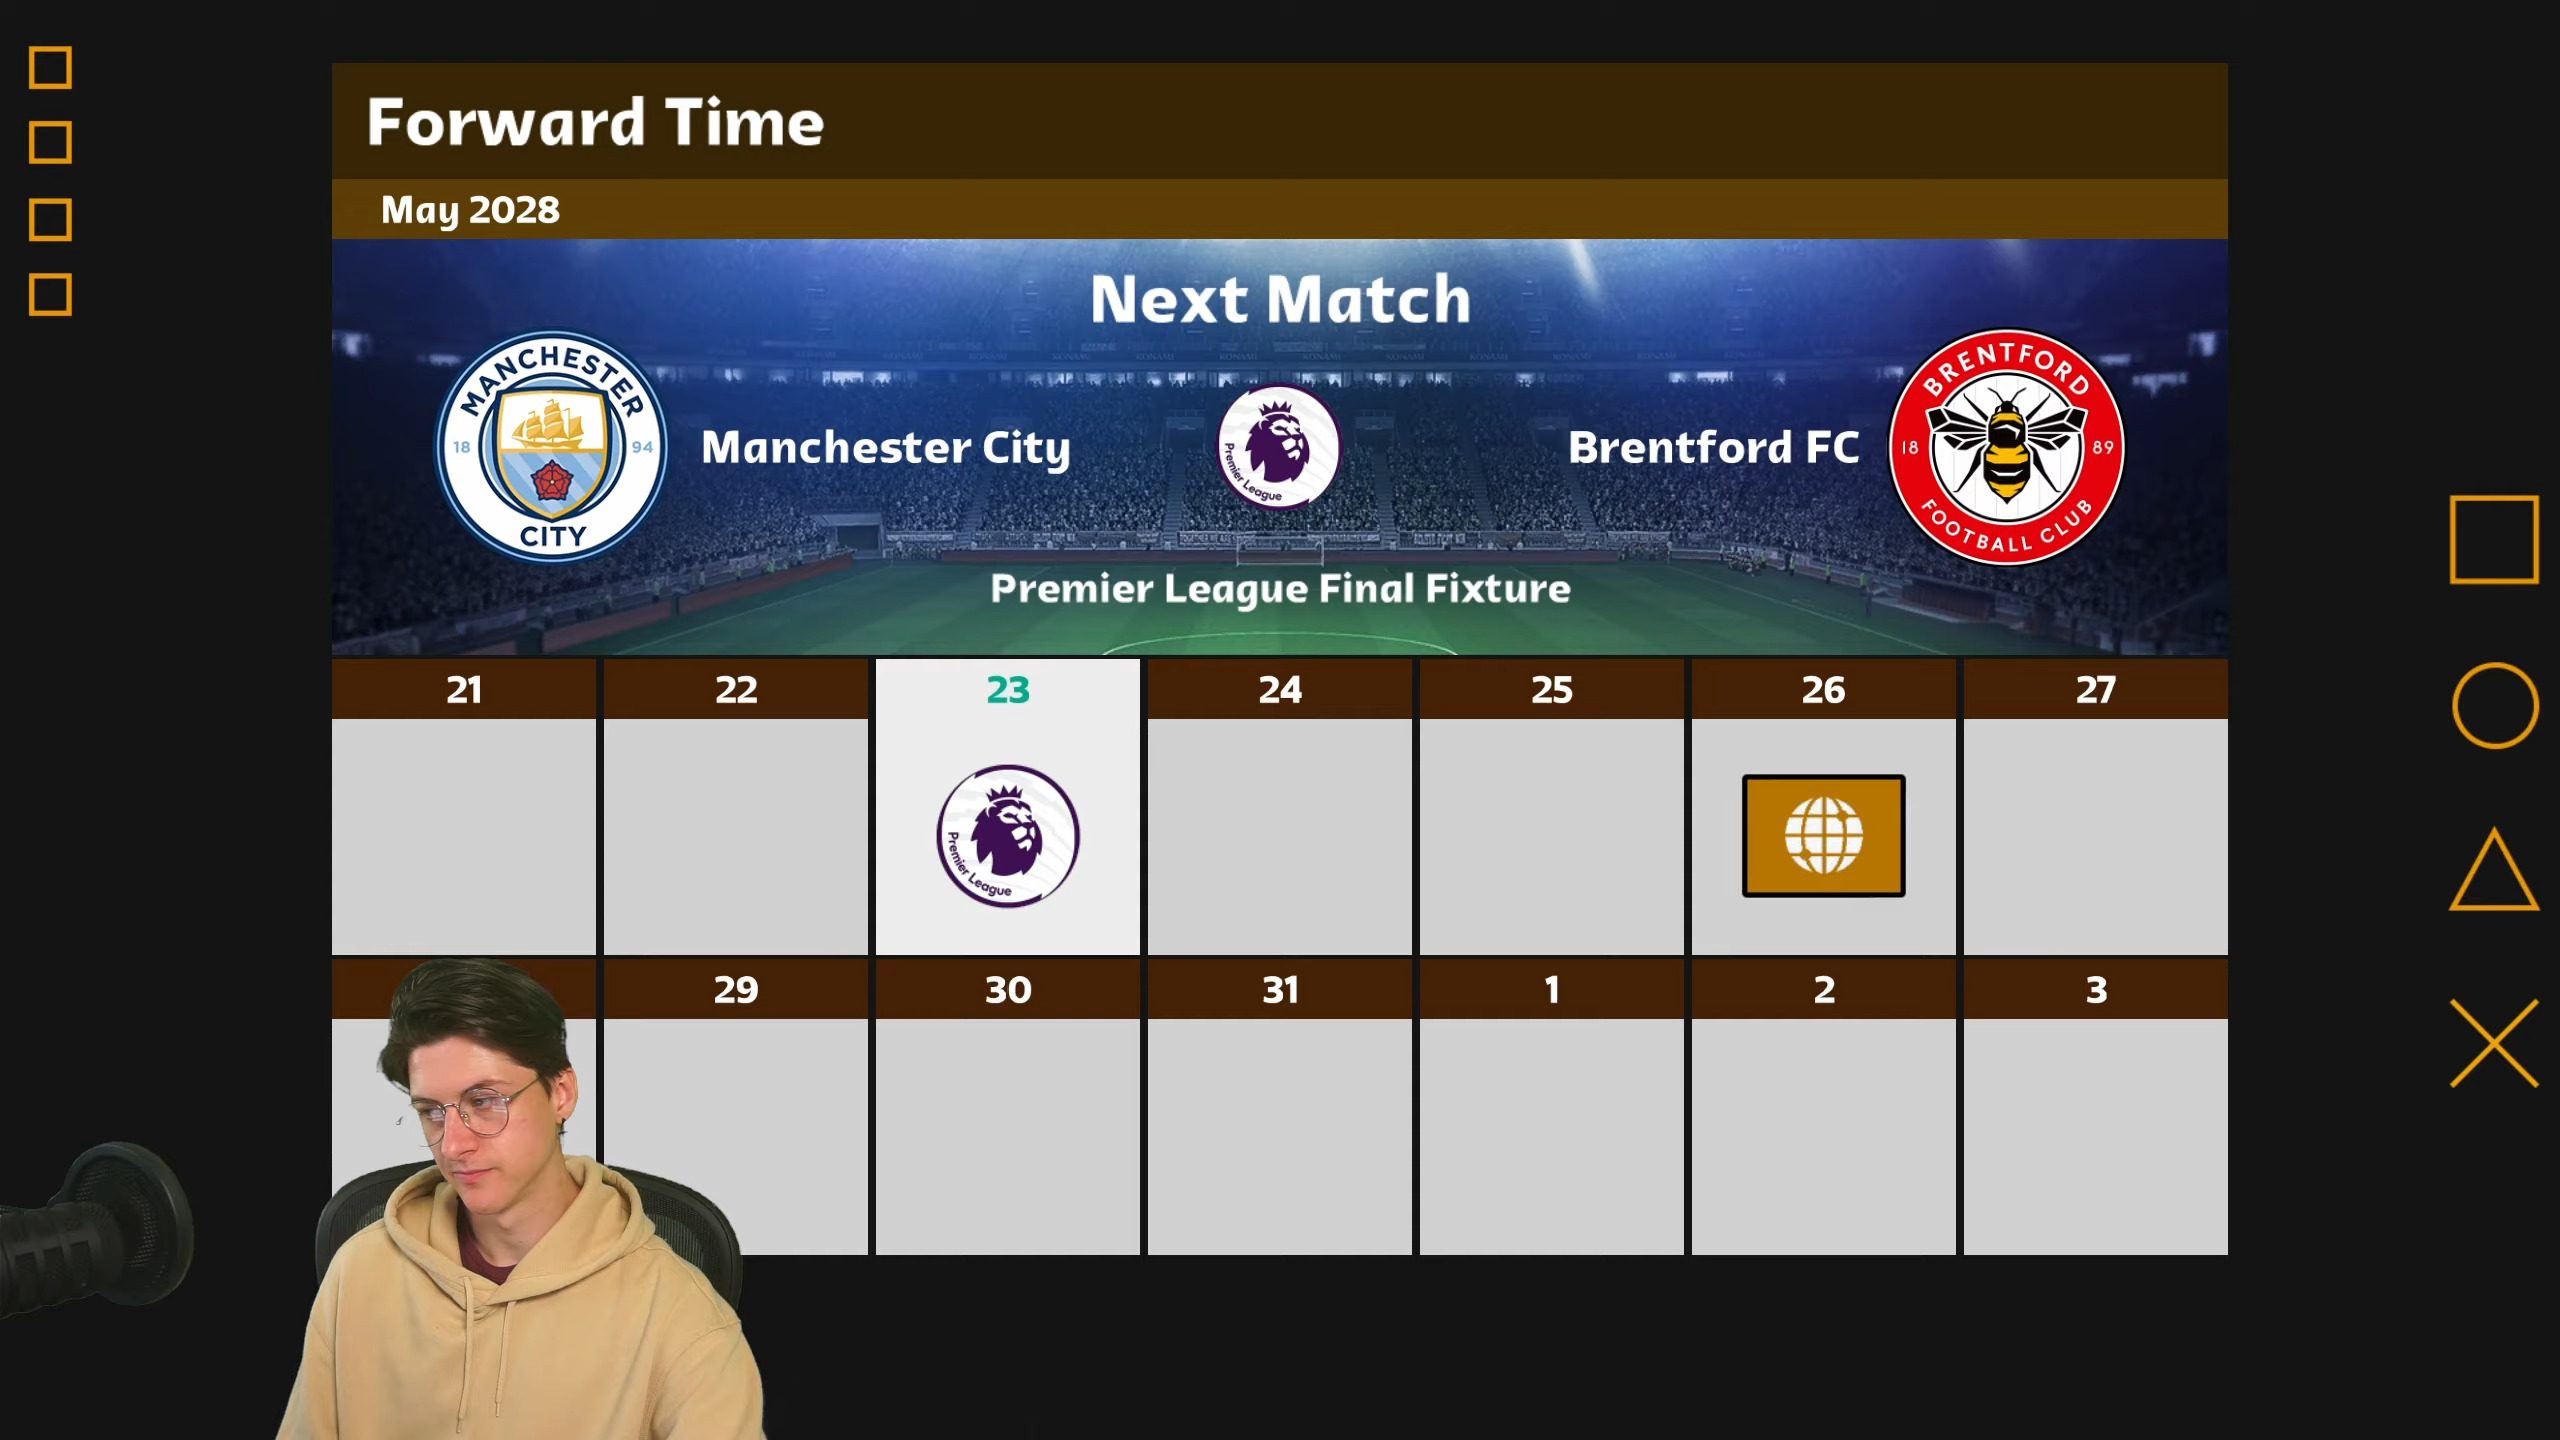 Forward Time
May 2028
Next Match
MANCHESTER
18 94
CITY
Manchester City
Premier League
Brentford FC
BRENTFORD
18 89
FOOTBALL CLUB
Premier League Final Fixture
21 22 23 24 25 26 27
Premier League
29 30 31 1 2 3